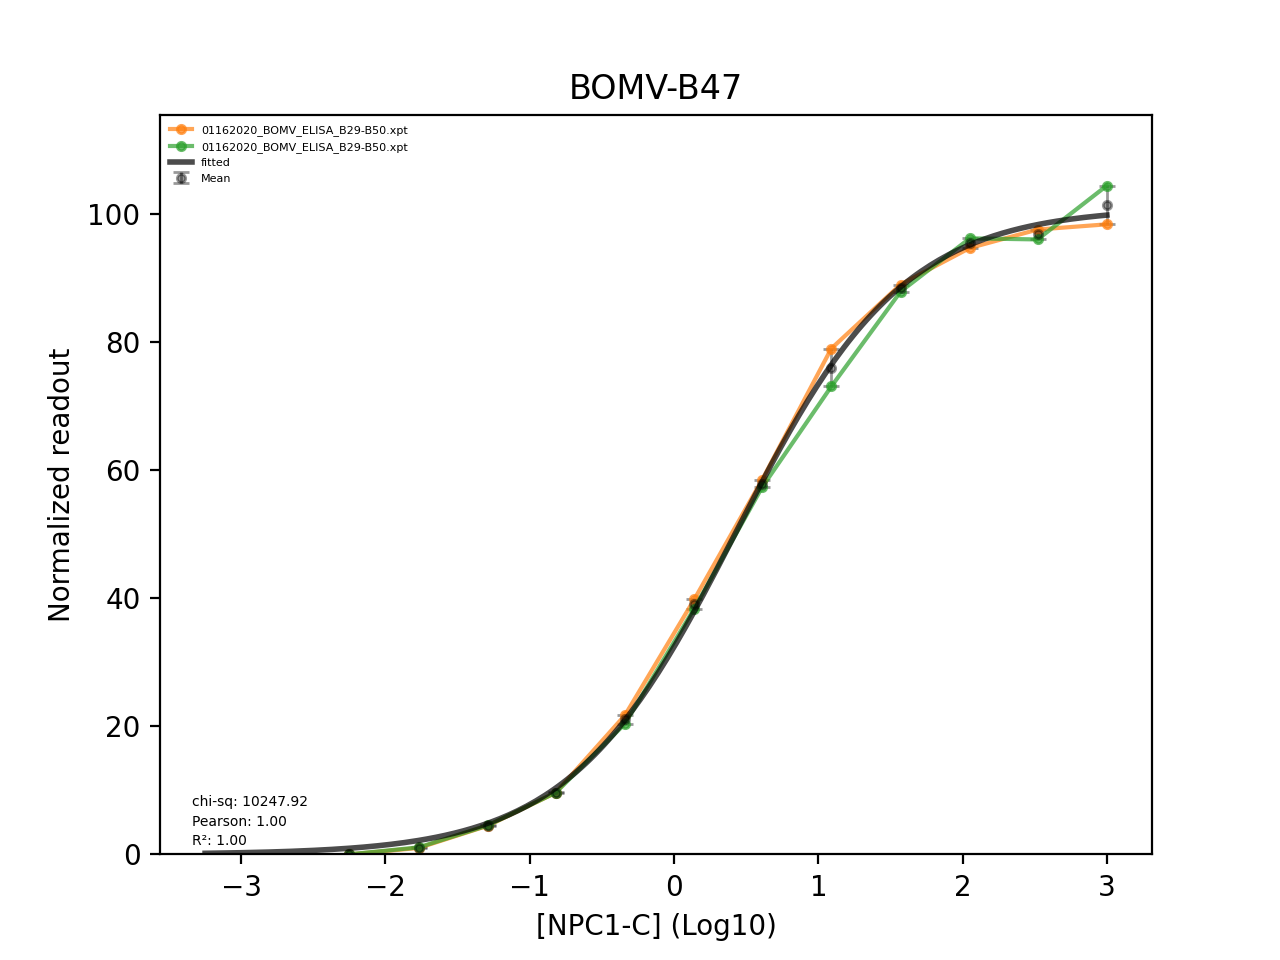 BOMV-B47
01162020_BOMV_ELISA_B29-B50.xpt
01162020_BOMV_ELISA_B29-B50.xpt
fitted
Mean
100
80
60
40
20
0
Normalized readout
chi-sq: 10247.92
Pearson: 1.00
R²: 1.00
−3 −2 −1 0 1 2 3
[NPC1-C] (Log10)